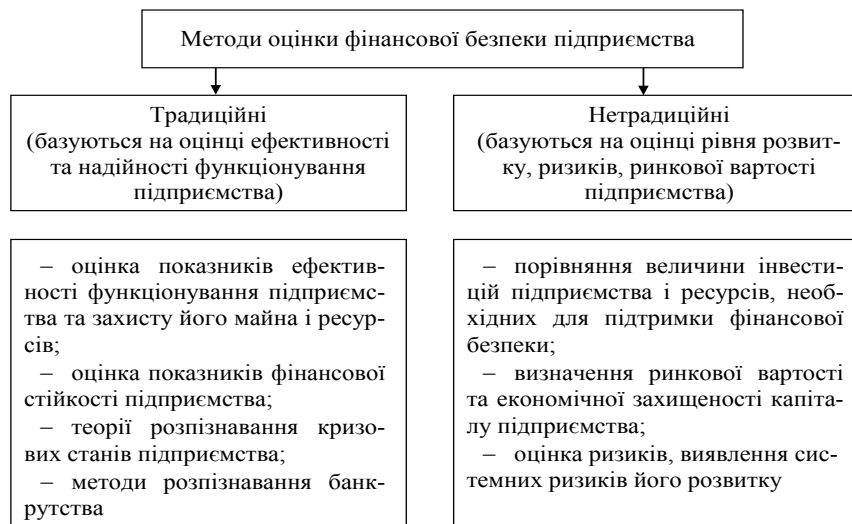 Методи оцінки фінансової безпеки підприємства
Традиційні
(базуються на оцінці ефективності
та надійності функціонування
підприємства)
Нетрадиційні
(базуються на оцінці рівня розвит-
ку, ризиків, ринкової вартості
підприємства)
– оцінка показників ефектив-
ності функціонування підприємс-
тва та захисту його майна і ресур-
сів;
– оцінка показників фінансової
стійкості підприємства;
– теорії розпізнавання кризо-
вих станів підприємства;
– методи розпізнавання банк-
рутства
– порівняння величини інвести-
цій підприємства і ресурсів, необ-
хідних для підтримки фінансової
безпеки;
– визначення ринкової вартості
та економічної захищеності капіта-
лу підприємства;
– оцінка ризиків, виявлення сис-
темних ризиків його розвитку